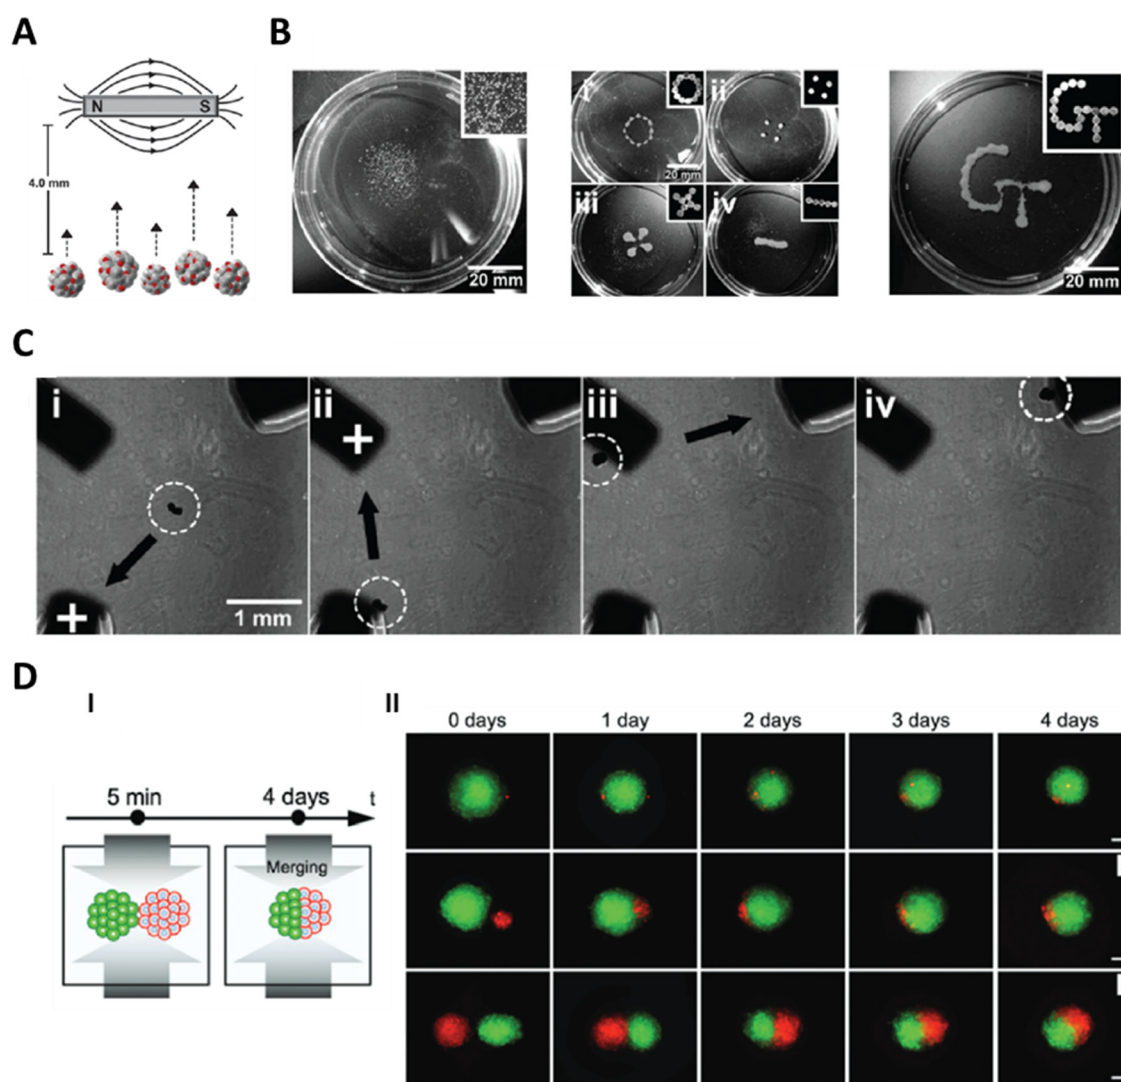 A
B
N S
4.0 mm
20 mm
i
ii
20 mm
iii
iv
20 mm
C
i
ii
iii
iv
+
+
1 mm
D
I
II
0 days
1 day
2 days
3 days
4 days
5 min
4 days
t
Merging